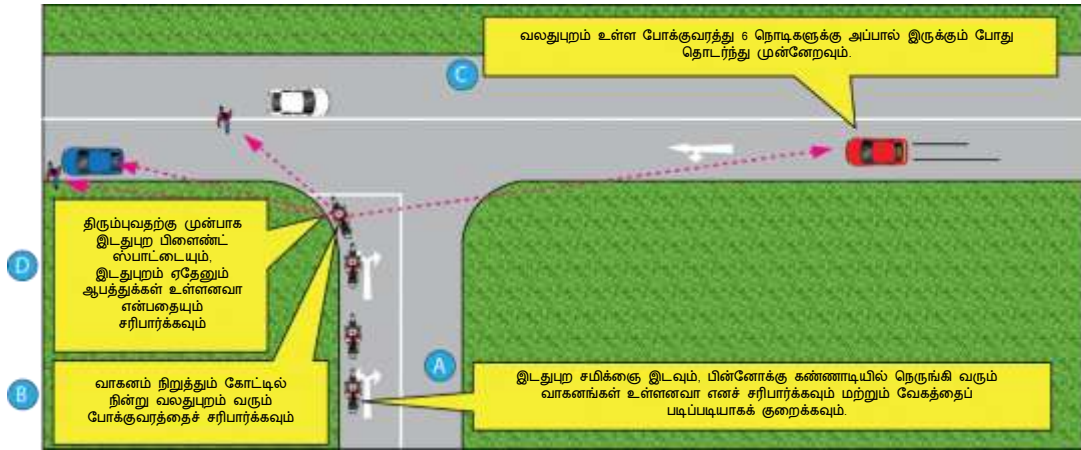 வலதுபுறம் உள்ள போக்குவரத்து 6 நொடிகளுக்கு அப்பால் இருக்கும் போது
தொடர்ந்து முன்னேறவும்.
C
திரும்புவதற்கு முன்பாக
இடதுபுற பிளைண்ட்
ஸ்பாட்டையும்,
இடதுபுறம் ஏதேனும்
ஆபத்துக்கள் உள்ளனவா
என்பதையும்
சரிபார்க்கவும்
D
வாகனம் நிறுத்தும் கோட்டில்
நின்று வலதுபுறம் வரும்
போக்குவரத்தைச் சரிபார்க்கவும்
B
A
இடதுபுற சமிக்ஞை இடவும், பின்னோக்கு கண்ணாடியில் நெருங்கி வரும்
வாகனங்கள் உள்ளனவா எனச் சரிபார்க்கவும் மற்றும் வேகத்தைப்
படிப்படியாகக் குறைக்கவும்.